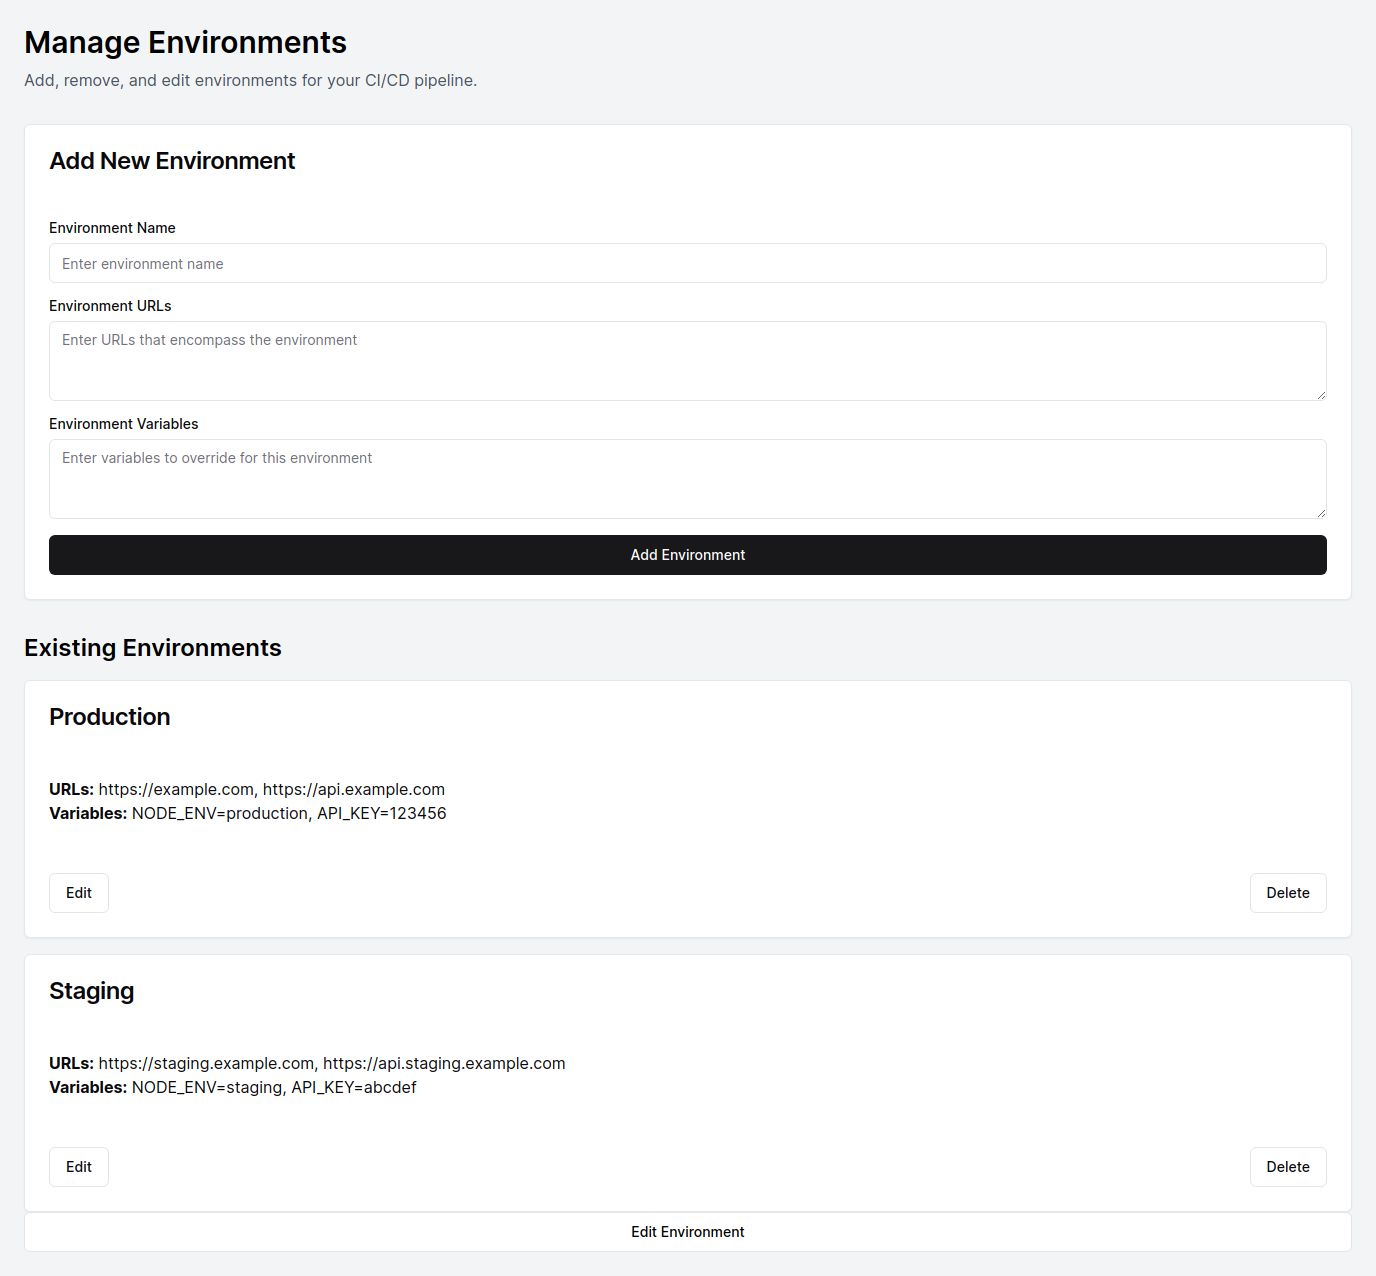 Manage Environments
Add, remove, and edit environments for your CI/CD pipeline.
Add New Environment
Environment Name
Enter environment name
Environment URLs
Enter URLs that encompass the environment
Environment Variables
Enter variables to override for this environment
Add Environment
Existing Environments
Production
URLs: https://example.com, https://api.example.com
Variables: NODE_ENV=production, API_KEY=123456
Edit
Delete
Staging
URLs: https://staging.example.com, https://api.staging.example.com
Variables: NODE_ENV=staging, API_KEY=abcdef
Edit
Delete
Edit Environment